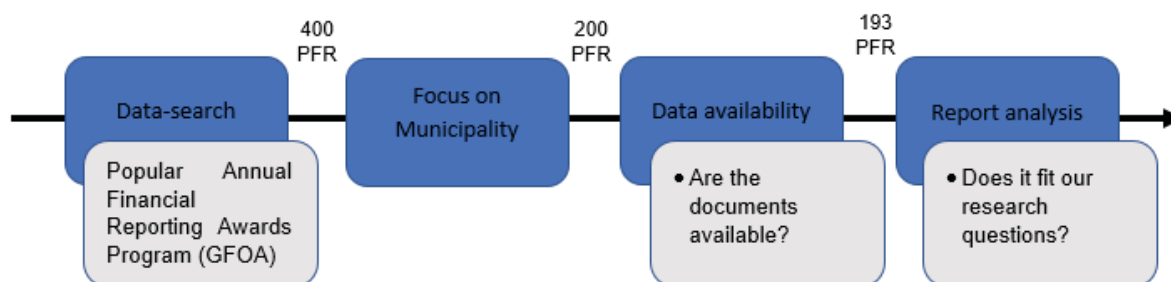 400
PFR
200
PFR
193
PFR
Data-search
Focus on
Municipality
Data availability
Report analysis
Popular Annual
Financial
Reporting Awards
Program (GFOA)
• Are the
documents
available?
• Does it fit our
research
questions?